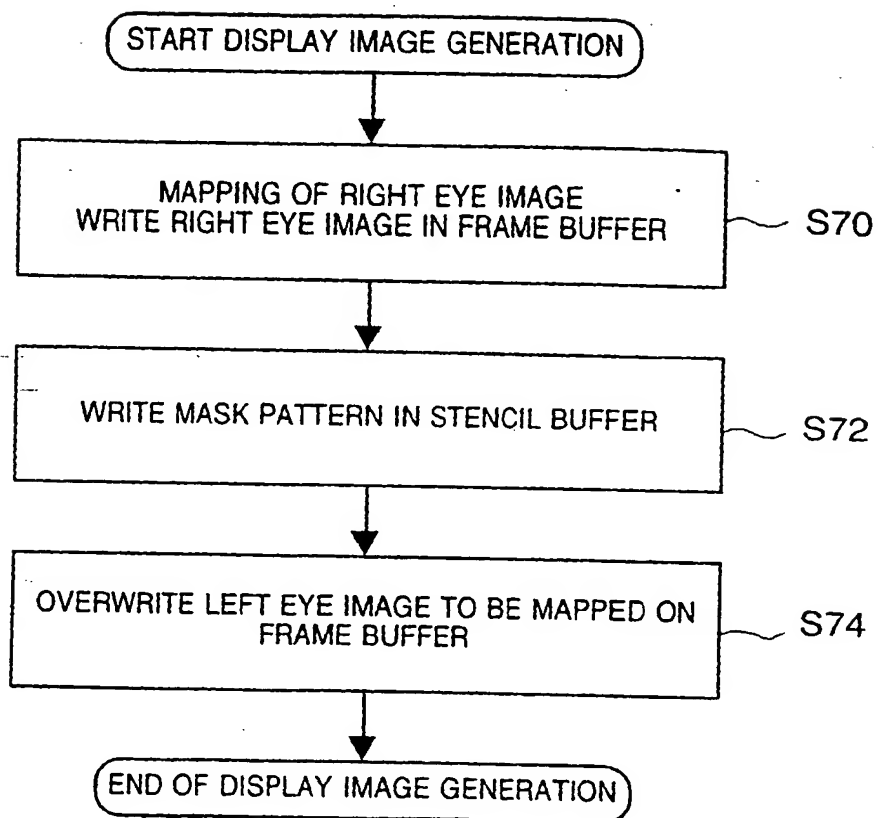 START DISPLAY IMAGE GENERATION
MAPPING OF RIGHT EYE IMAGE
WRITE RIGHT EYE IMAGE IN FRAME BUFFER
S70
WRITE MASK PATTERN IN STENCIL BUFFER
S72
OVERWRITE LEFT EYE IMAGE TO BE MAPPED ON
FRAME BUFFER
S74
END OF DISPLAY IMAGE GENERATION